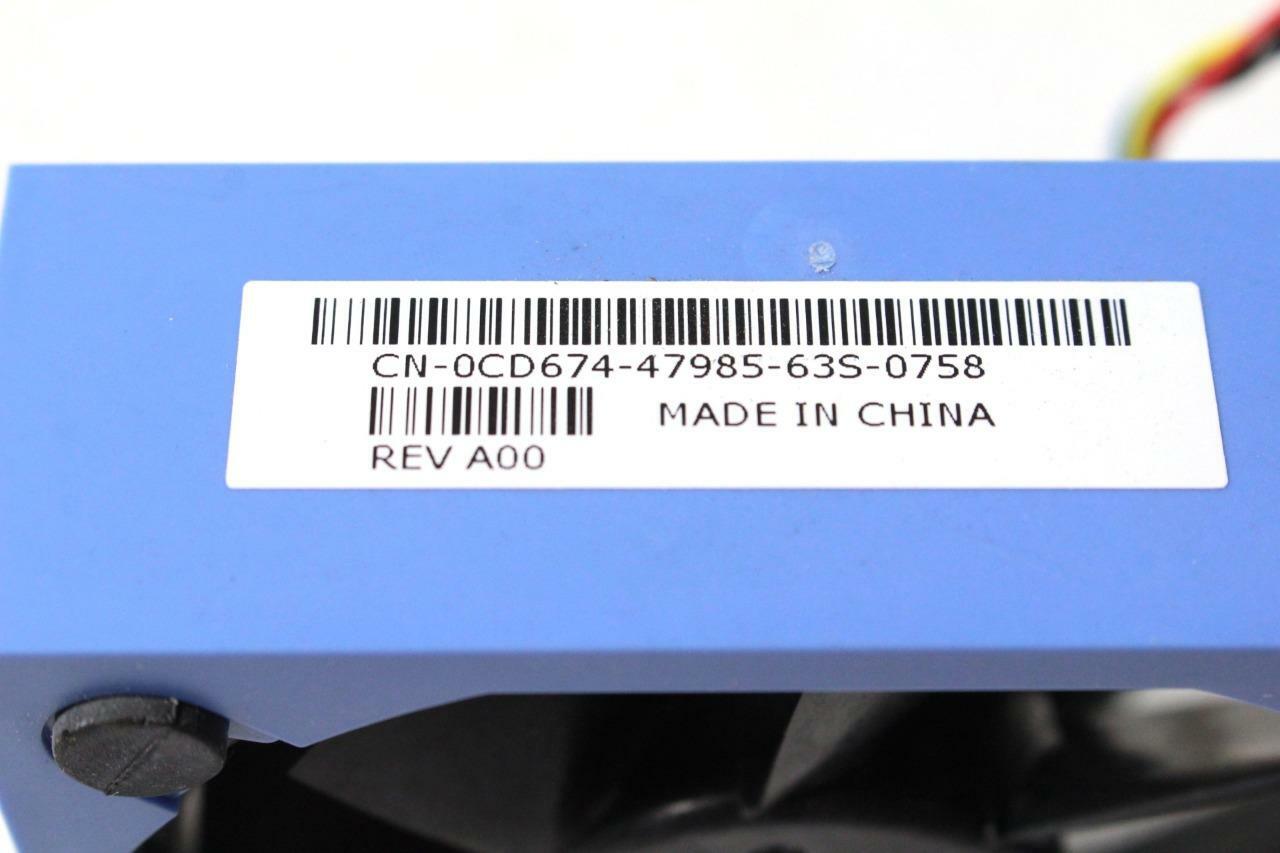 CN-0CD674-47985-63S-0758
MADE IN CHINA
REV A00